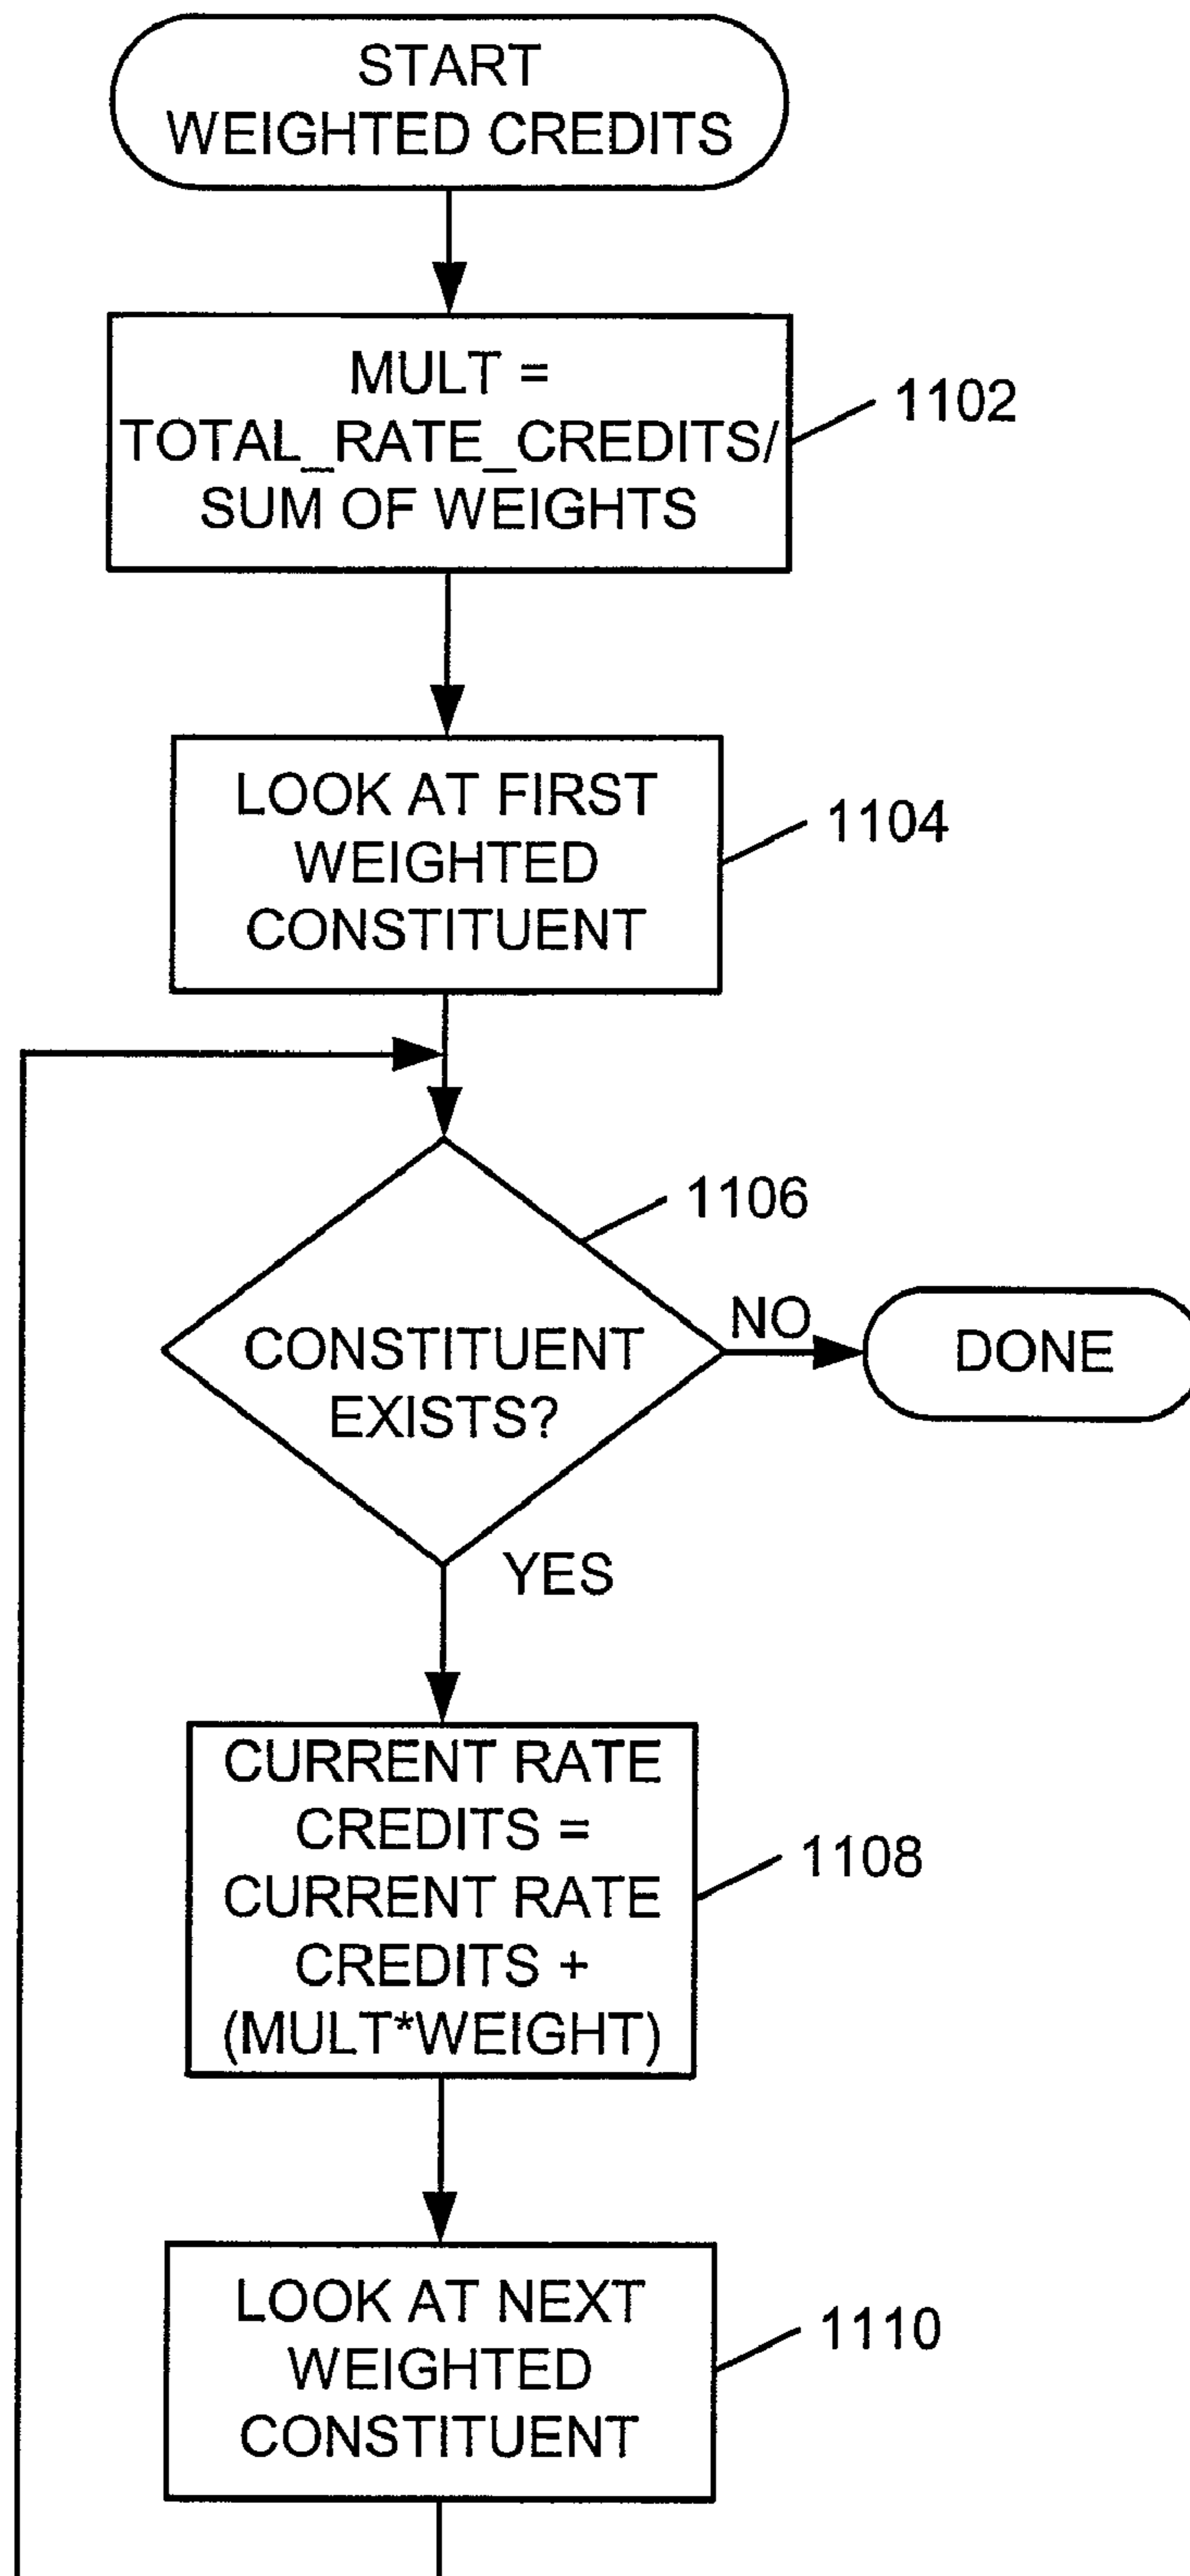 START
WEIGHTED CREDITS
MULT =
TOTAL_RATE_CREDITS/
SUM OF WEIGHTS
1102
LOOK AT FIRST
WEIGHTED
CONSTITUENT
1104
1106
CONSTITUENT
EXISTS?
NO
DONE
YES
CURRENT RATE
CREDITS =
CURRENT RATE
CREDITS +
(MULT*WEIGHT)
1108
LOOK AT NEXT
WEIGHTED
CONSTITUENT
1110